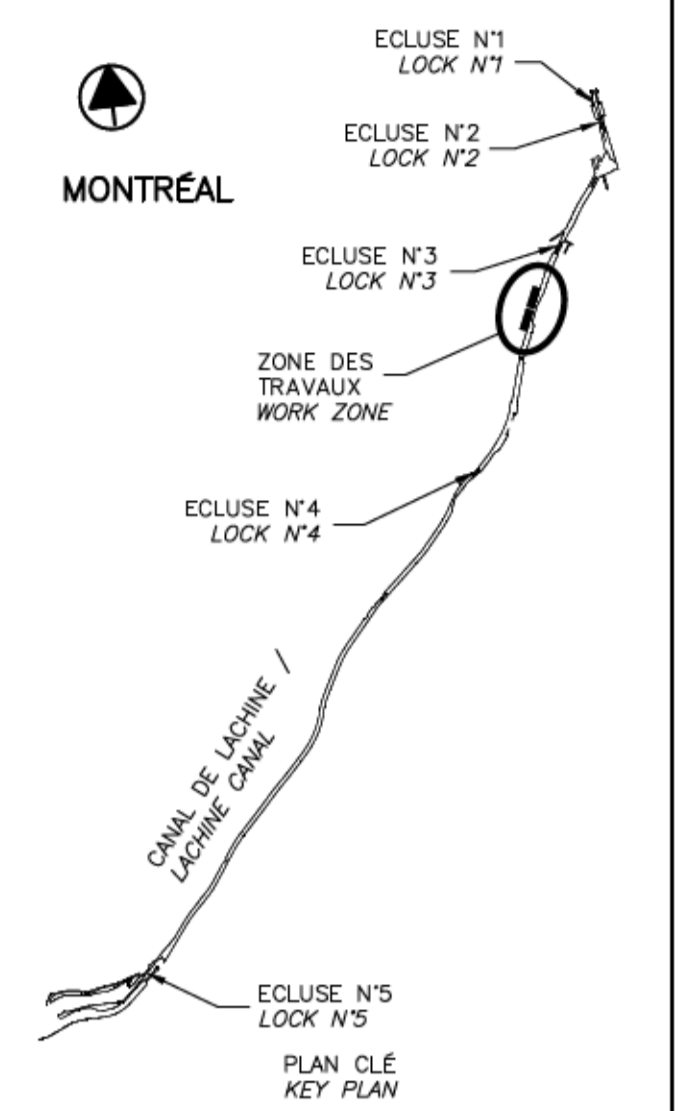 ECLUSE N°1
LOCK N°1
ECLUSE N°2
LOCK N°2
MONTRÉAL
ECLUSE N°3
LOCK N°3
ZONE DES
TRAVAUX
WORK ZONE
ECLUSE N°4
LOCK N°4
CANAL DE LACHINE /
LACHINE CANAL
ECLUSE N°5
LOCK N°5
PLAN CLÉ
KEY PLAN